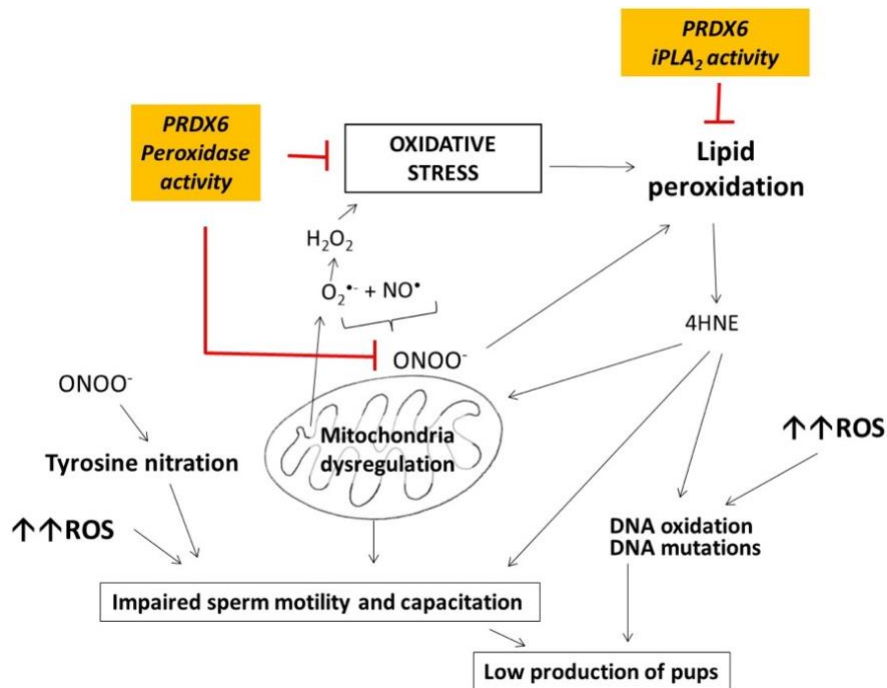 PRDX6
iPLA₂ activity
PRDX6
Peroxidase
activity
OXIDATIVE
STRESS
Lipid
peroxidation
H₂O₂
O₂•- + NO•
4HNE
ONOO-
ONOO-
↑↑ROS
Mitochondria
dysregulation
Tyrosine nitration
↑↑ROS
DNA oxidation
DNA mutations
Impaired sperm motility and capacitation
Low production of pups